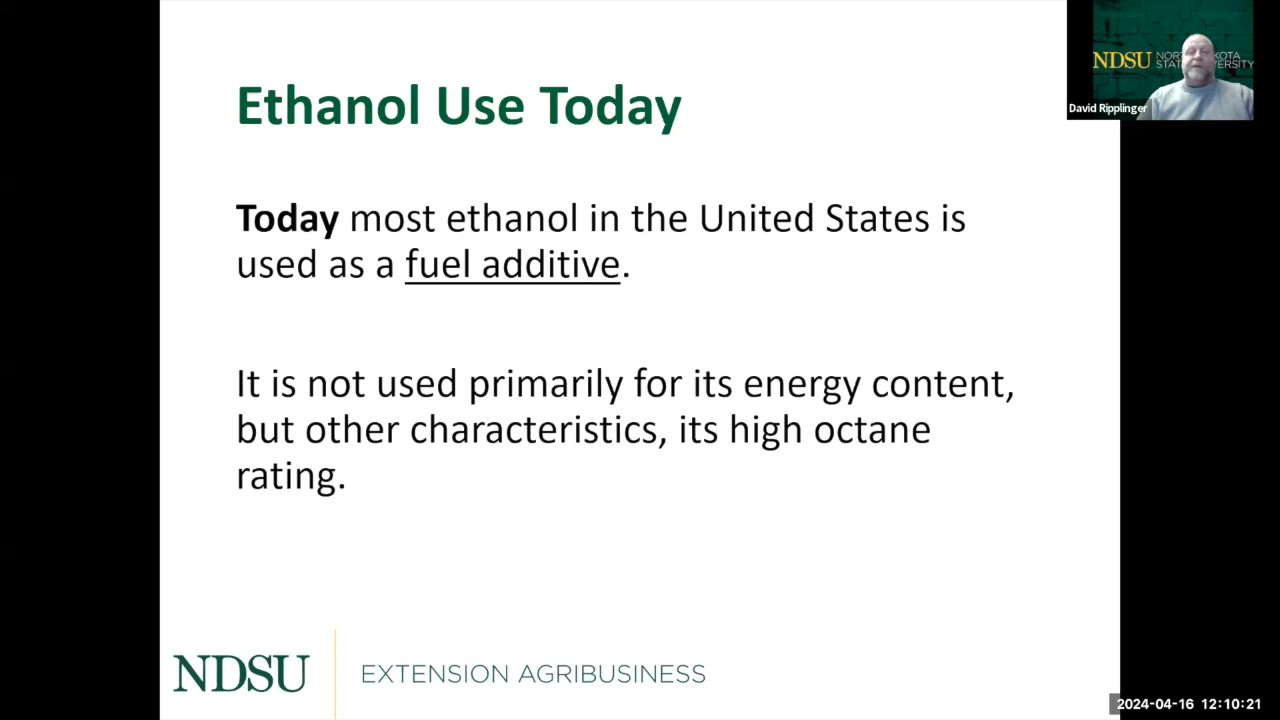 Ethanol Use Today
Today most ethanol in the United States is
used as a fuel additive.
It is not used primarily for its energy content,
but other characteristics, its high octane
rating.
NDSU
EXTENSION AGRIBUSINESS
NDSU
David Ripplinger
2024-04-16 12:10:21